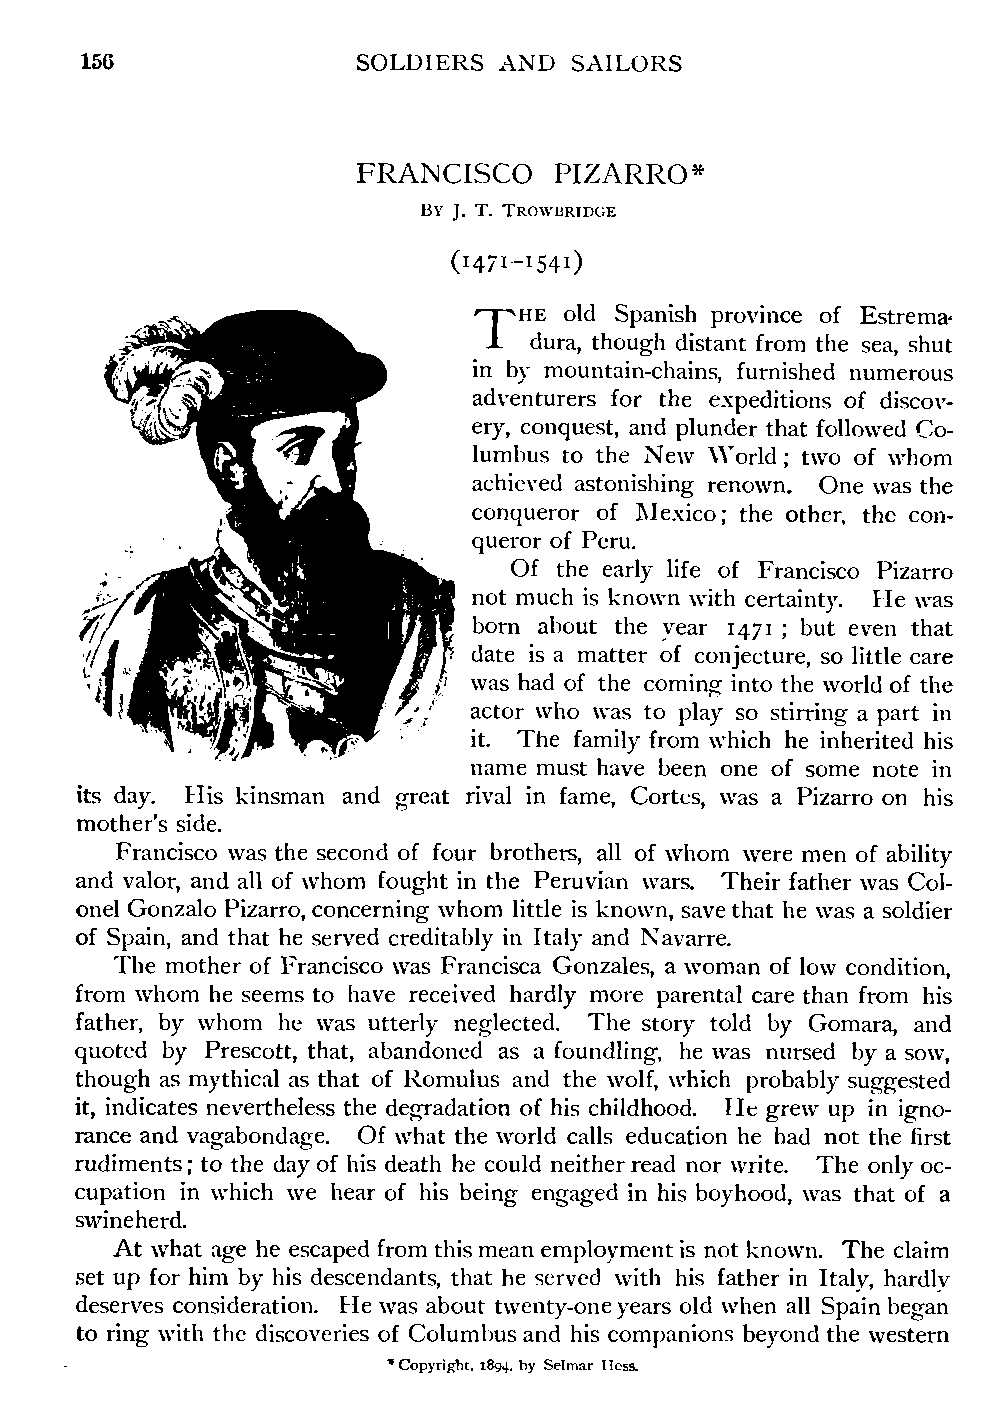 156 SOLDIERS AND SAILORS
FRANCISCO PIZARRO*
By J. T. Trowbridge
(1471–1541)
THE old Spanish province of Estrema-
dura, though distant from the sea, shut
in by mountain-chains, furnished numerous
adventurers for the expeditions of discov-
ery, conquest, and plunder that followed Co-
lumbus to the New World; two of whom
achieved astonishing renown. One was the
conqueror of Mexico; the other, the con-
queror of Peru.
Of the early life of Francisco Pizarro
not much is known with certainty. He was
born about the year 1471; but even that
date is a matter of conjecture, so little care
was had of the coming into the world of the
actor who was to play so stirring a part in
it. The family from which he inherited his
name must have been one of some note in
its day. His kinsman and great rival in fame, Cortes, was a Pizarro on his
mother's side.
Francisco was the second of four brothers, all of whom were men of ability
and valor, and all of whom fought in the Peruvian wars. Their father was Col-
onel Gonzalo Pizarro, concerning whom little is known, save that he was a soldier
of Spain, and that he served creditably in Italy and Navarre.
The mother of Francisco was Francisca Gonzales, a woman of low condition,
from whom he seems to have received hardly more parental care than from his
father, by whom he was utterly neglected. The story told by Gomara, and
quoted by Prescott, that, abandoned as a foundling, he was nursed by a sow,
though as mythical as that of Romulus and the wolf, which probably suggested
it, indicates nevertheless the degradation of his childhood. He grew up in igno-
rance and vagabondage. Of what the world calls education he had not the first
rudiments; to the day of his death he could neither read nor write. The only oc-
cupation in which we hear of his being engaged in his boyhood, was that of a
swineherd.
At what age he escaped from this mean employment is not known. The claim
set up for him by his descendants, that he served with his father in Italy, hardly
deserves consideration. He was about twenty-one years old when all Spain began
to ring with the discoveries of Columbus and his companions beyond the western
* Copyright, 1894, by Selmar Hess.